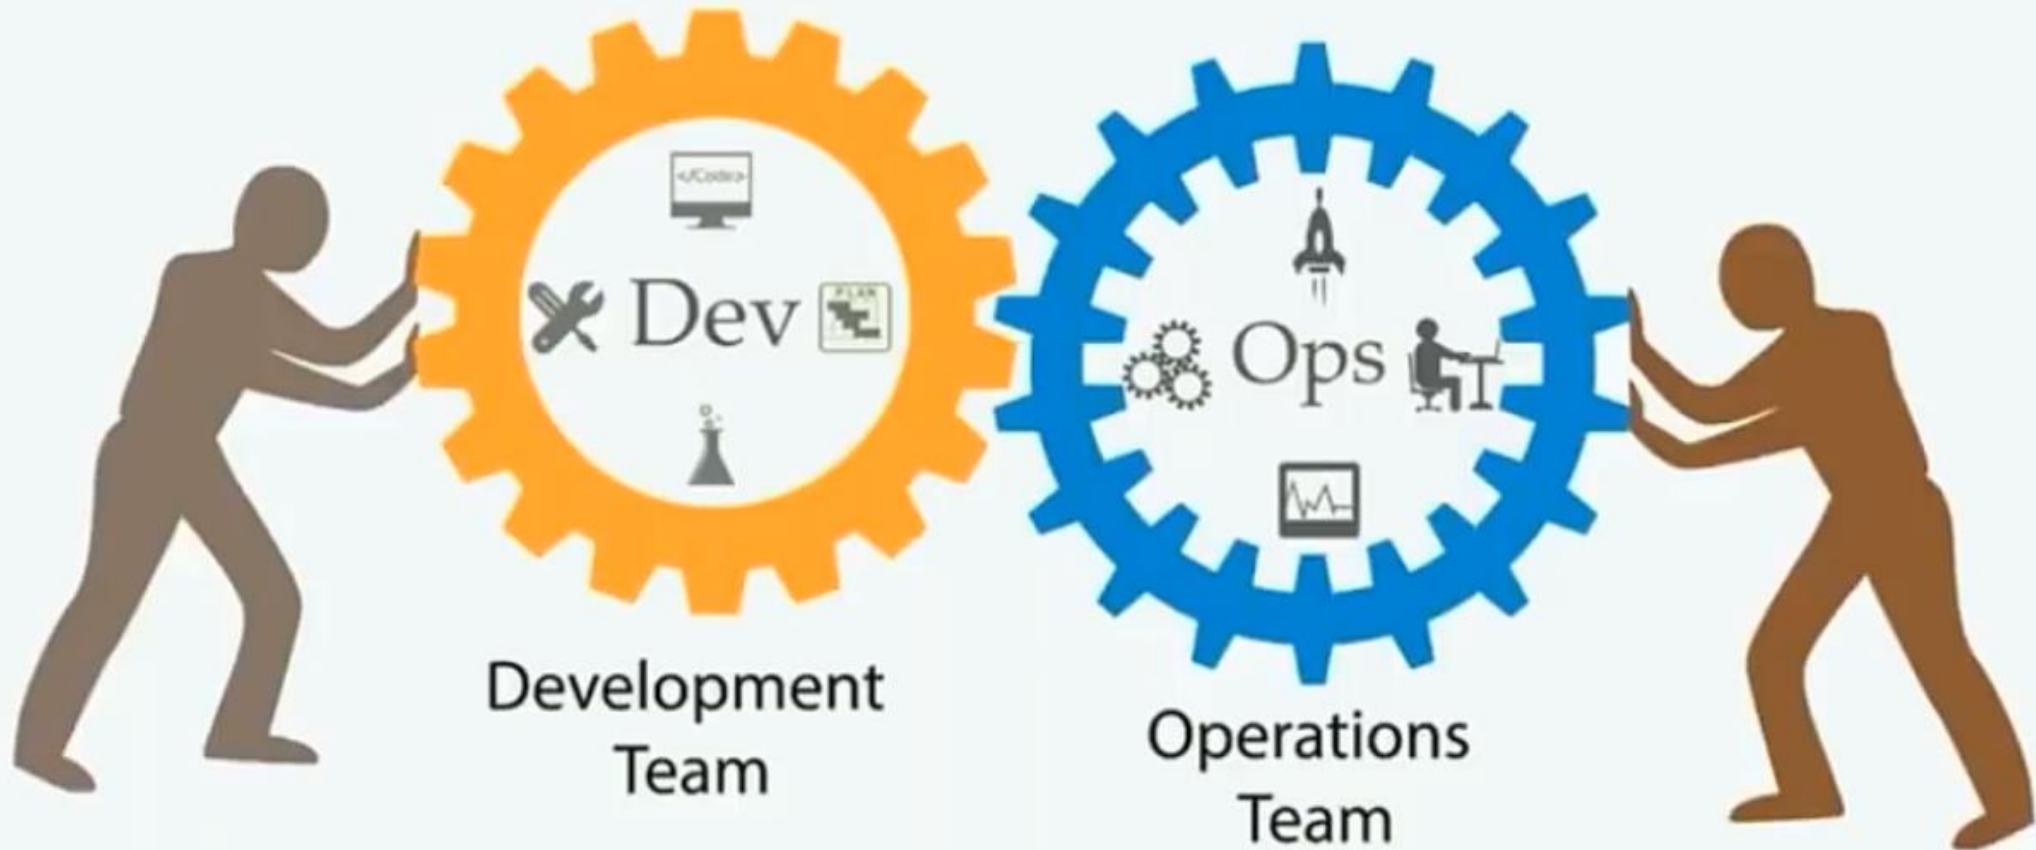 </Code>
Dev
PLAN
Ops
Development
Team
Operations
Team